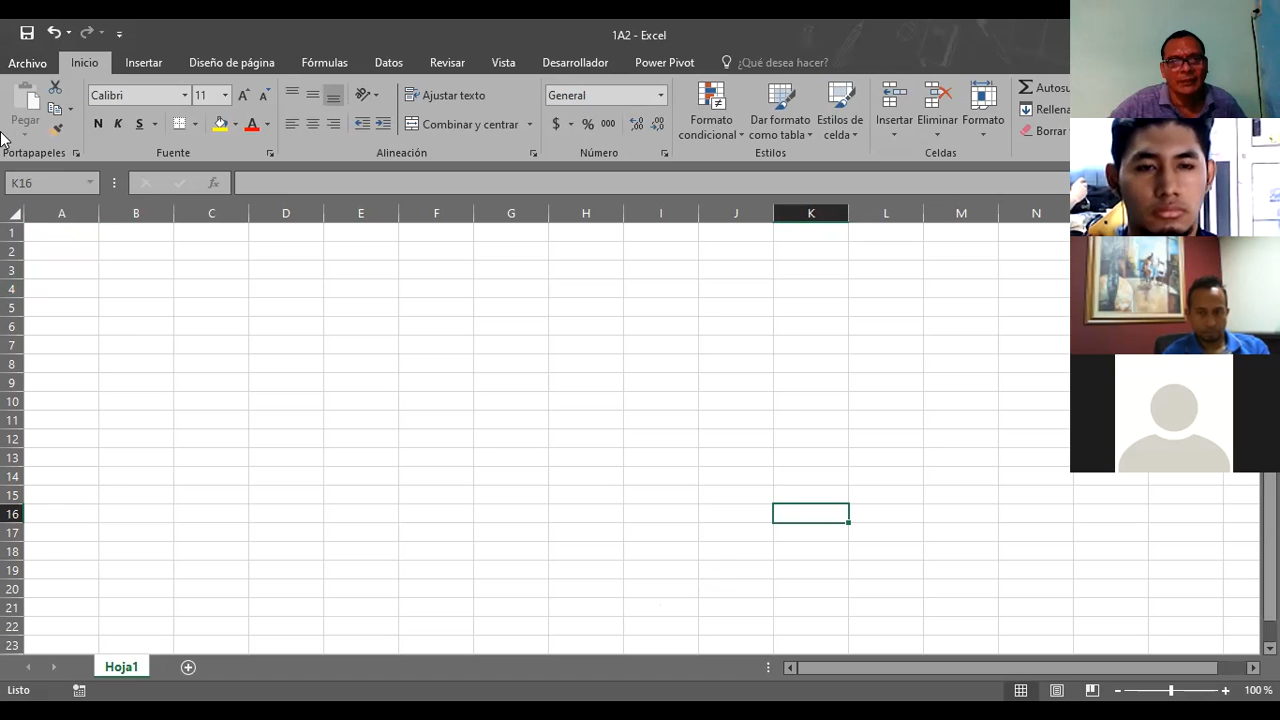 1A2 - Excel
Archivo Inicio Insertar Diseño de página Fórmulas Datos Revisar Vista Desarrollador Power Pivot ¿Qué desea hacer?
Pegar
Calibri 11
N K S
Ajustar texto
Combinar y centrar
General
$ % 000
Formato condicional
Dar formato como tabla
Estilos de celda
Insertar Eliminar Formato
Rellena
Borrar
Portapapeles Fuente Alineación Número Estilos Celdas
K16 fx
A B C D E F G H I J K L M N
1
2
3
4
5
6
7
8
9
10
11
12
13
14
15
16
17
18
19
20
21
22
23
Hoja1
Listo 100 %